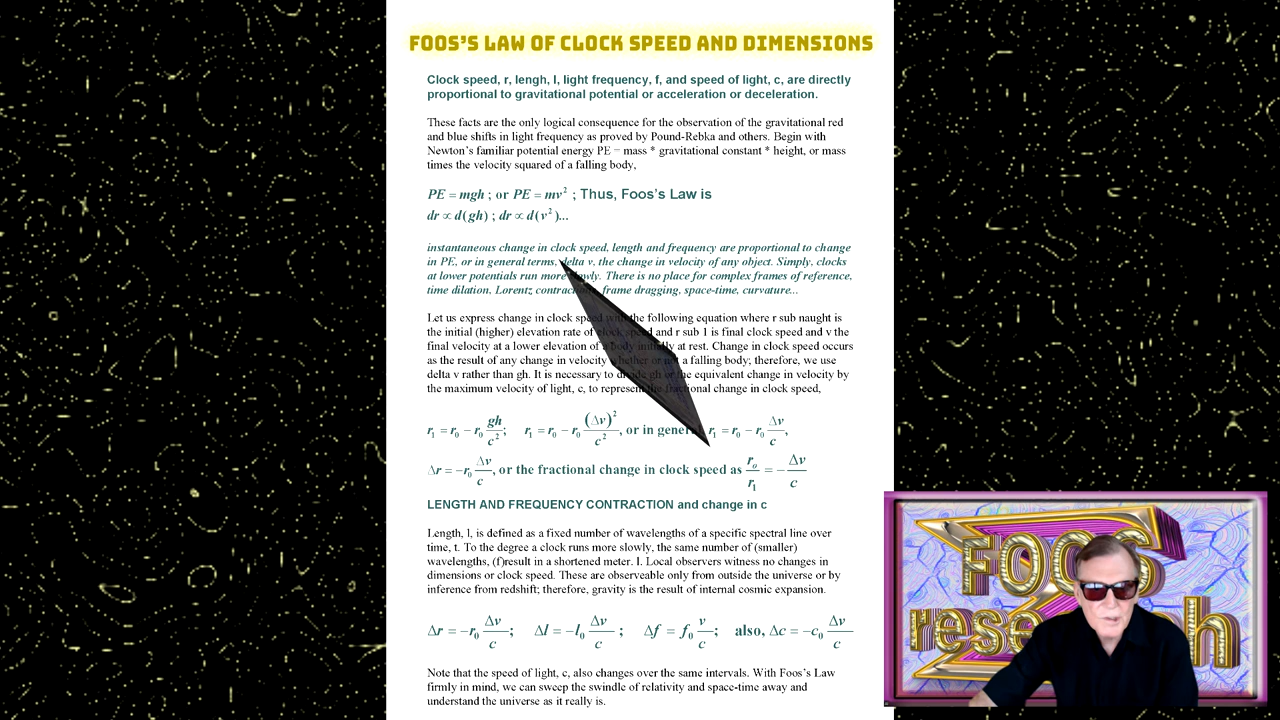 FOOS'S LAW OF CLOCK SPEED AND DIMENSIONS
Clock speed, r, lengh, l, light frequency, f, and speed of light, c, are directly
proportional to gravitational potential or acceleration or deceleration.
These facts are the only logical consequence for the observation of the gravitational red
and blue shifts in light frequency as proved by Pound-Rebka and others. Begin with
Newton's familiar potential energy PE = mass * gravitational constant * height, or mass
times the velocity squared of a falling body,
PE = mgh ; or PE = mv² ; Thus, Foos's Law is
dr ∝ d(gh) ; dr ∝ d(v²)...
instantaneous change in clock speed, length and frequency are proportional to change
in PE, or in general terms, delta v, the change in velocity of any object. Simply, clocks
at lower potentials run more slowly. There is no place for complex frames of reference,
time dilation, Lorentz contraction, frame dragging, space-time, curvature...
Let us express change in clock speed with the following equation where r sub naught is
the initial (higher) elevation rate of clock speed and r sub 1 is final clock speed and v the
final velocity at a lower elevation of a body initially at rest. Change in clock speed occurs
as the result of any change in velocity whether or not a falling body; therefore, we use
delta v rather than gh. It is necessary to divide gh or the equivalent change in velocity by
the maximum velocity of light, c, to represent the fractional change in clock speed,
r₁ = r₀ − r₀ gh/c²; r₁ = r₀ − r₀ (Δv)²/c², or in general r₁ = r₀ − r₀ Δv/c,
Δr = −r₀ Δv/c, or the fractional change in clock speed as rₒ/r₁ = − Δv/c
LENGTH AND FREQUENCY CONTRACTION and change in c
Length, l, is defined as a fixed number of wavelengths of a specific spectral line over
time, t. To the degree a clock runs more slowly, the same number of (smaller)
wavelengths, (f)result in a shortened meter. l. Local observers witness no changes in
dimensions or clock speed. These are observeable only from outside the universe or by
inference from redshift; therefore, gravity is the result of internal cosmic expansion.
Δr = −r₀ Δv/c; Δl = −l₀ Δv/c ; Δf = f₀ v/c; also, Δc = −c₀ Δv/c
Note that the speed of light, c, also changes over the same intervals. With Foos's Law
firmly in mind, we can sweep the swindle of relativity and space-time away and
understand the universe as it really is.
FOOS
research